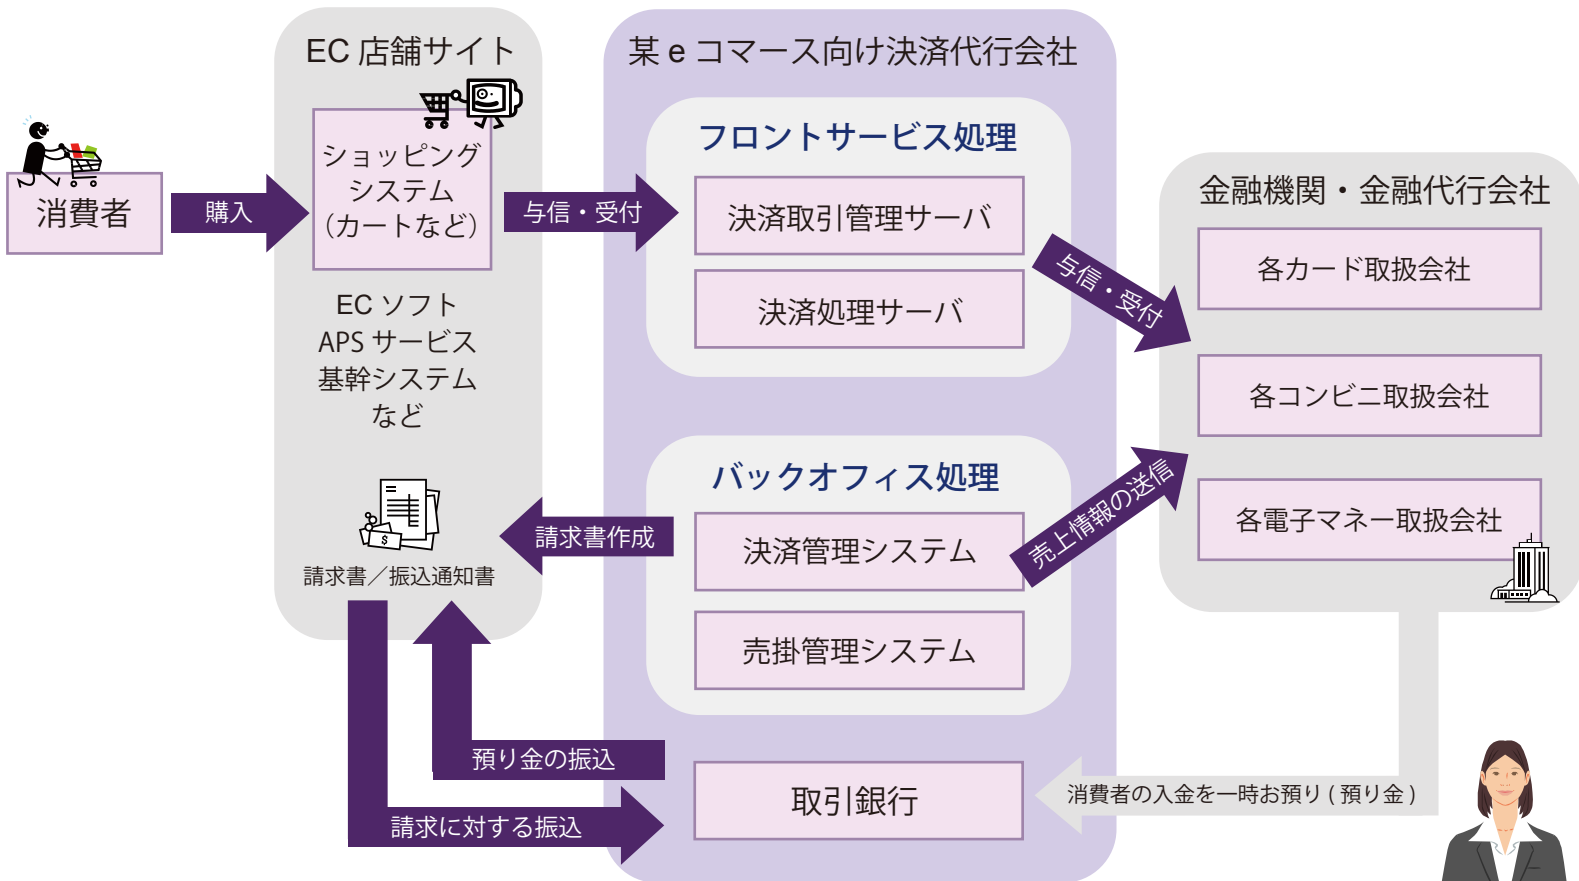 EC 店舗サイト
某 e コマース向け決済代行会社
フロントサービス処理
金融機関・金融代行会社
消費者
購入
ショッピング
システム
（カートなど）
与信・受付
決済取引管理サーバ
決済処理サーバ
与信・受付
各カード取扱会社
EC ソフト
APS サービス
基幹システム
など
各コンビニ取扱会社
バックオフィス処理
請求書作成
決済管理システム
売上情報の送信
各電子マネー取扱会社
$
請求書／振込通知書
売掛管理システム
預り金の振込
取引銀行
消費者の入金を一時お預り ( 預り金 )
請求に対する振込